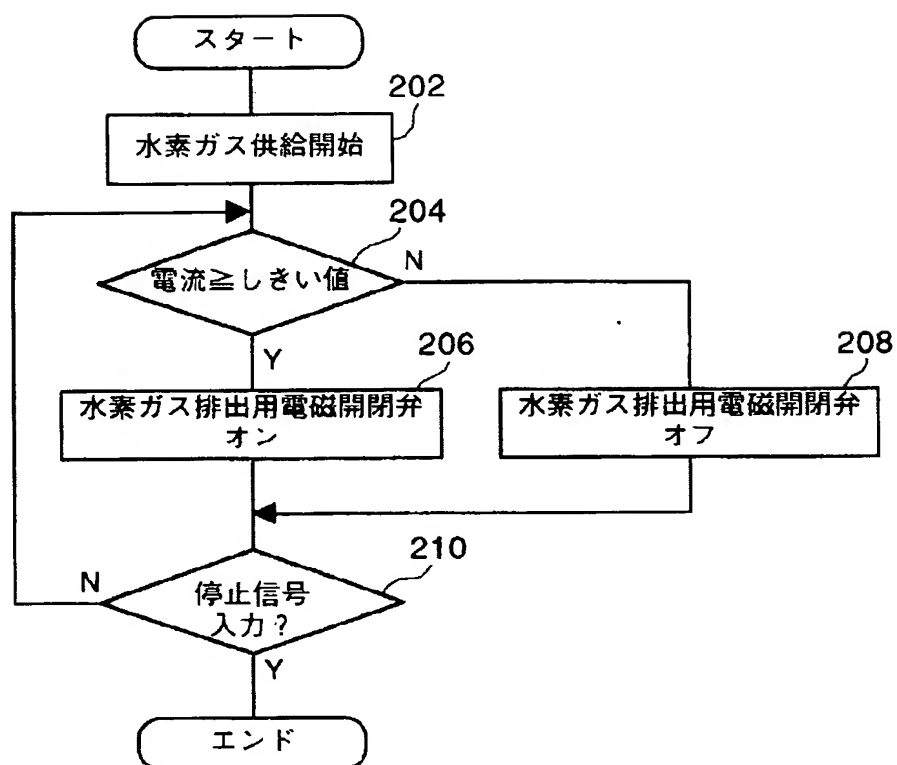 スタート
202
水素ガス供給開始
204
電流≧しきい値
N
Y
206
水素ガス排出用電磁開閉弁
オン
208
水素ガス排出用電磁開閉弁
オフ
210
停止信号
入力?
N
Y
エンド